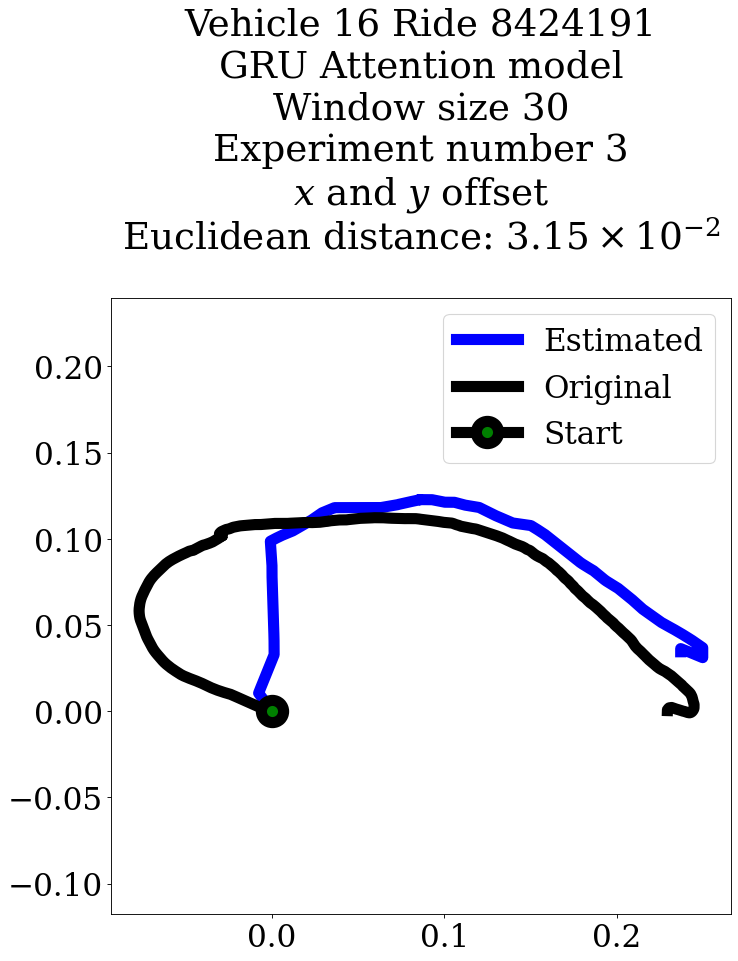 Vehicle 16 Ride 8424191
GRU Attention model
Window size 30
Experiment number 3
x and y offset
Euclidean distance: 3.15 × 10⁻²
Estimated
Original
Start
0.20
0.15
0.10
0.05
0.00
−0.05
−0.10
0.0 0.1 0.2